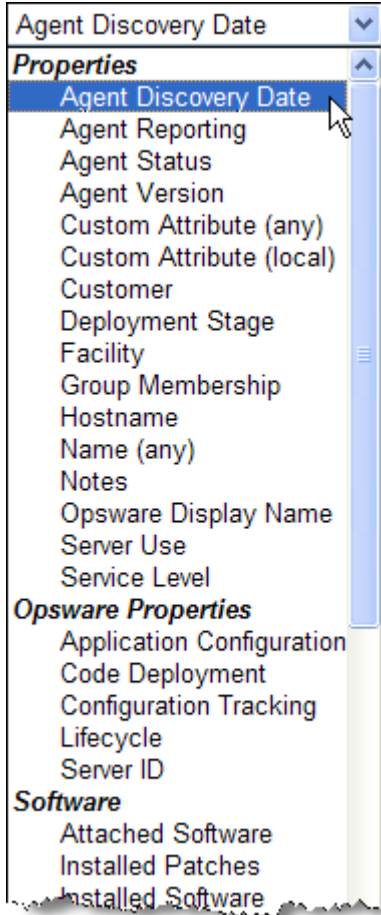 Agent Discovery Date
Properties
Agent Discovery Date
Agent Reporting
Agent Status
Agent Version
Custom Attribute (any)
Custom Attribute (local)
Customer
Deployment Stage
Facility
Group Membership
Hostname
Name (any)
Notes
Opsware Display Name
Server Use
Service Level
Opsware Properties
Application Configuration
Code Deployment
Configuration Tracking
Lifecycle
Server ID
Software
Attached Software
Installed Patches
Installed Software